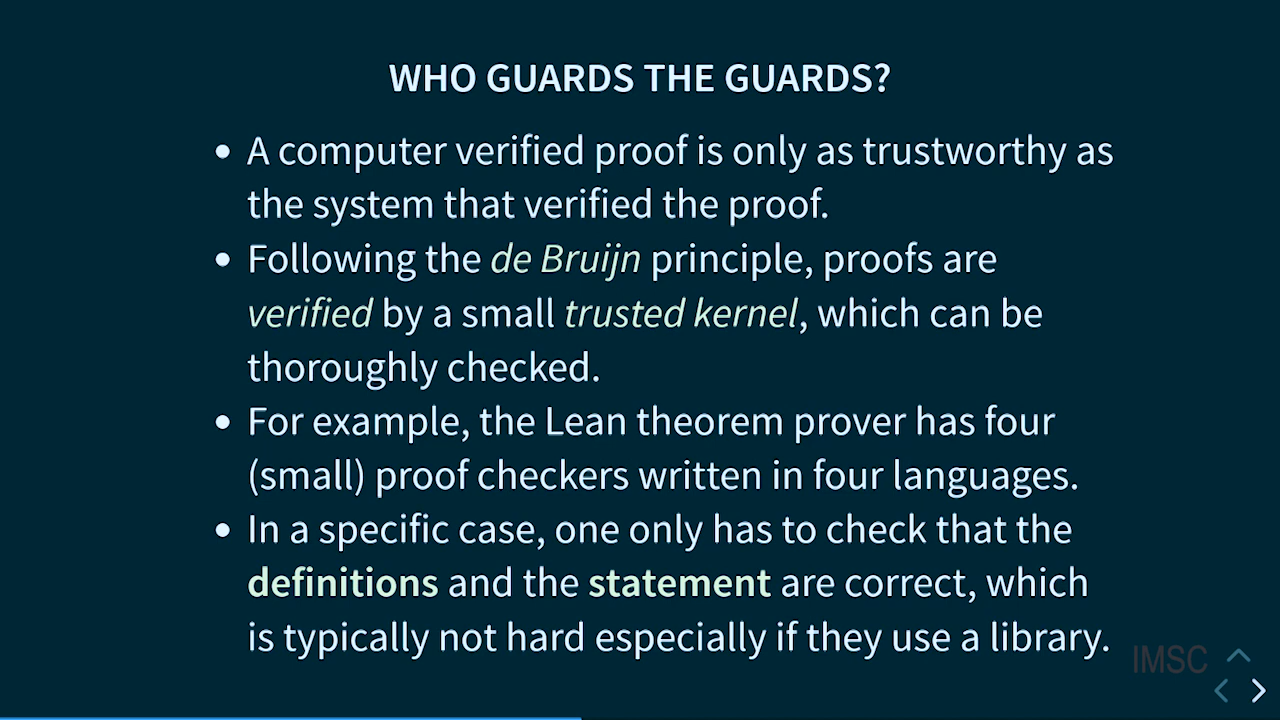 WHO GUARDS THE GUARDS?
• A computer verified proof is only as trustworthy as
the system that verified the proof.
• Following the de Bruijn principle, proofs are
verified by a small trusted kernel, which can be
thoroughly checked.
• For example, the Lean theorem prover has four
(small) proof checkers written in four languages.
• In a specific case, one only has to check that the
definitions and the statement are correct, which
is typically not hard especially if they use a library.
IMSC